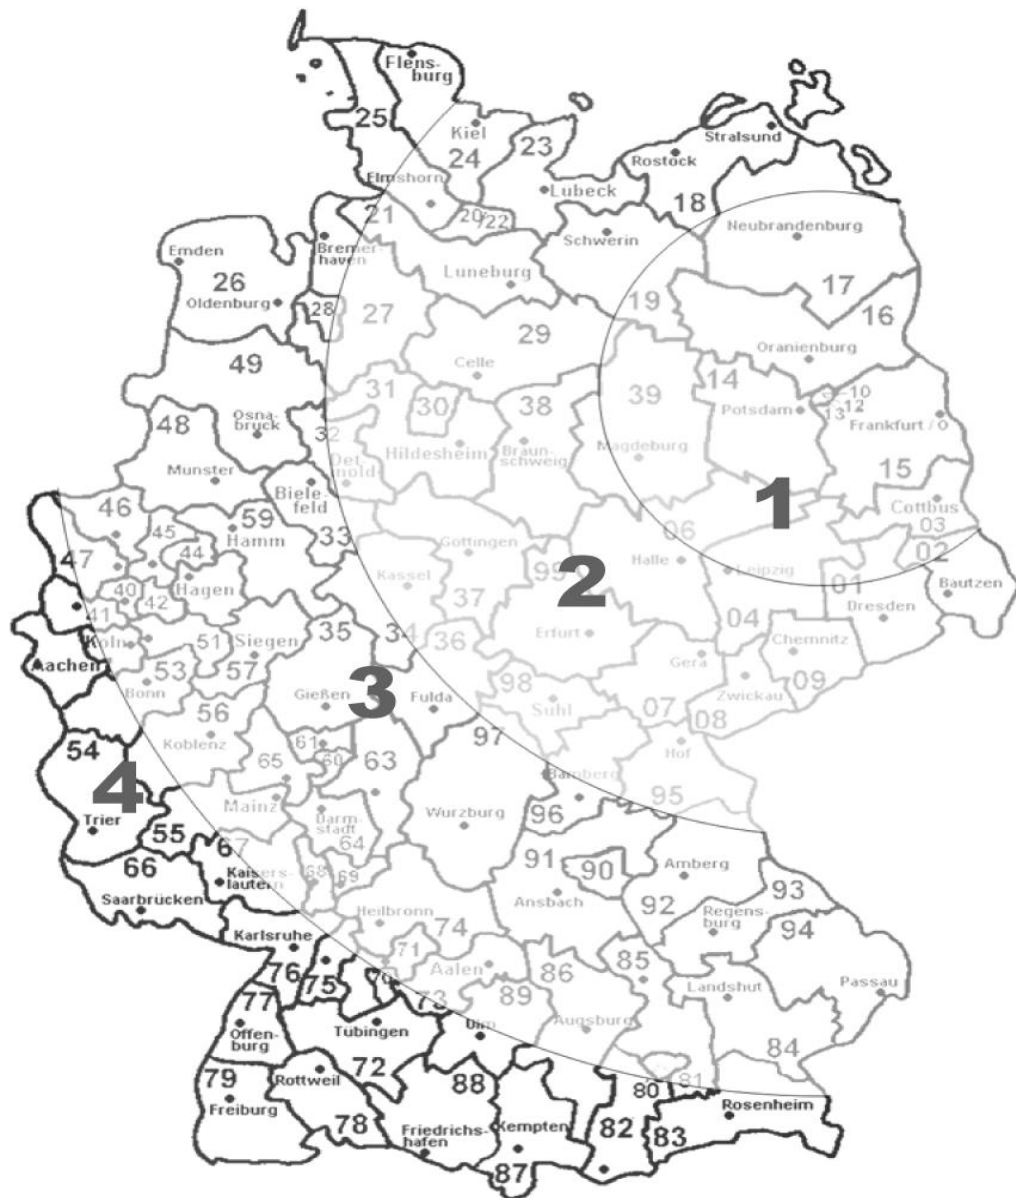 Flens-
burg
25
Kiel
24
23
Stralsund
Rostock
Elmshorn
Lubeck
18
21
20
22
Emden
Bremer-
haven
Schwerin
Neubrandenburg
26
Oldenburg
28
27
Luneburg
19
17
16
29
Oranienburg
49
Celle
31
30
38
39
14
10
12
13
Potsdam
Frankfurt / O
48
Osna-
bruck
32
Hildesheim
Braun-
schweig
Magdeburg
Munster
Det-
mold
15
Biele-
feld
1
Cottbus
46
59
Hamm
33
06
03
45
47
44
Gottingen
99
2
Halle
Leipzig
02
Kassel
01
Bautzen
40
42
Hagen
37
41
Dresden
04
Koln
51
Siegen
35
34
36
Erfurt
Chemnitz
Aachen
53
57
Gera
Bonn
98
Zwickau
09
Gießen
3
Fulda
Suhl
07
08
56
97
Koblenz
61
60
63
Hof
54
65
4
Bamberg
95
Mainz
Darm-
stadt
Wurzburg
96
Trier
55
64
67
91
90
Amberg
66
68
69
93
Kaisers-
lautern
Ansbach
92
Saarbrücken
Heilbronn
74
Regens-
burg
94
Karlsruhe
71
76
75
Aalen
86
85
Landshut
Passau
77
73
89
Offen-
burg
Tübingen
Ulm
Augsburg
84
79
Rottweil
72
88
80
81
Freiburg
Rosenheim
78
Friedrichs-
hafen
Kempten
82
83
87